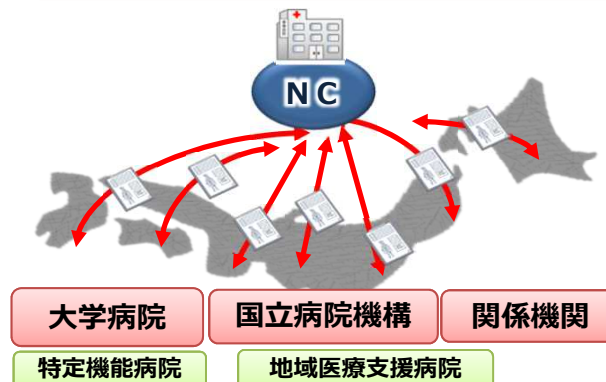 NC
大学病院
国立病院機構
関係機関
特定機能病院
地域医療支援病院